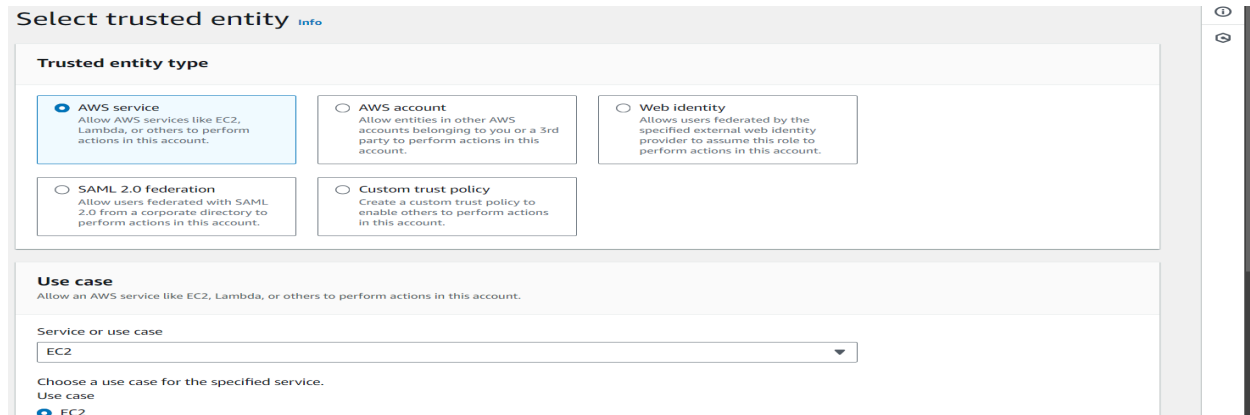 Select trusted entity Info
Trusted entity type
AWS service
Allow AWS services like EC2,
Lambda, or others to perform
actions in this account.
AWS account
Allow entities in other AWS
accounts belonging to you or a 3rd
party to perform actions in this
account.
Web identity
Allows users federated by the
specified external web identity
provider to assume this role to
perform actions in this account.
SAML 2.0 federation
Allow users federated with SAML
2.0 from a corporate directory to
perform actions in this account.
Custom trust policy
Create a custom trust policy to
enable others to perform actions
in this account.
Use case
Allow an AWS service like EC2, Lambda, or others to perform actions in this account.
Service or use case
EC2
Choose a use case for the specified service.
Use case
EC2